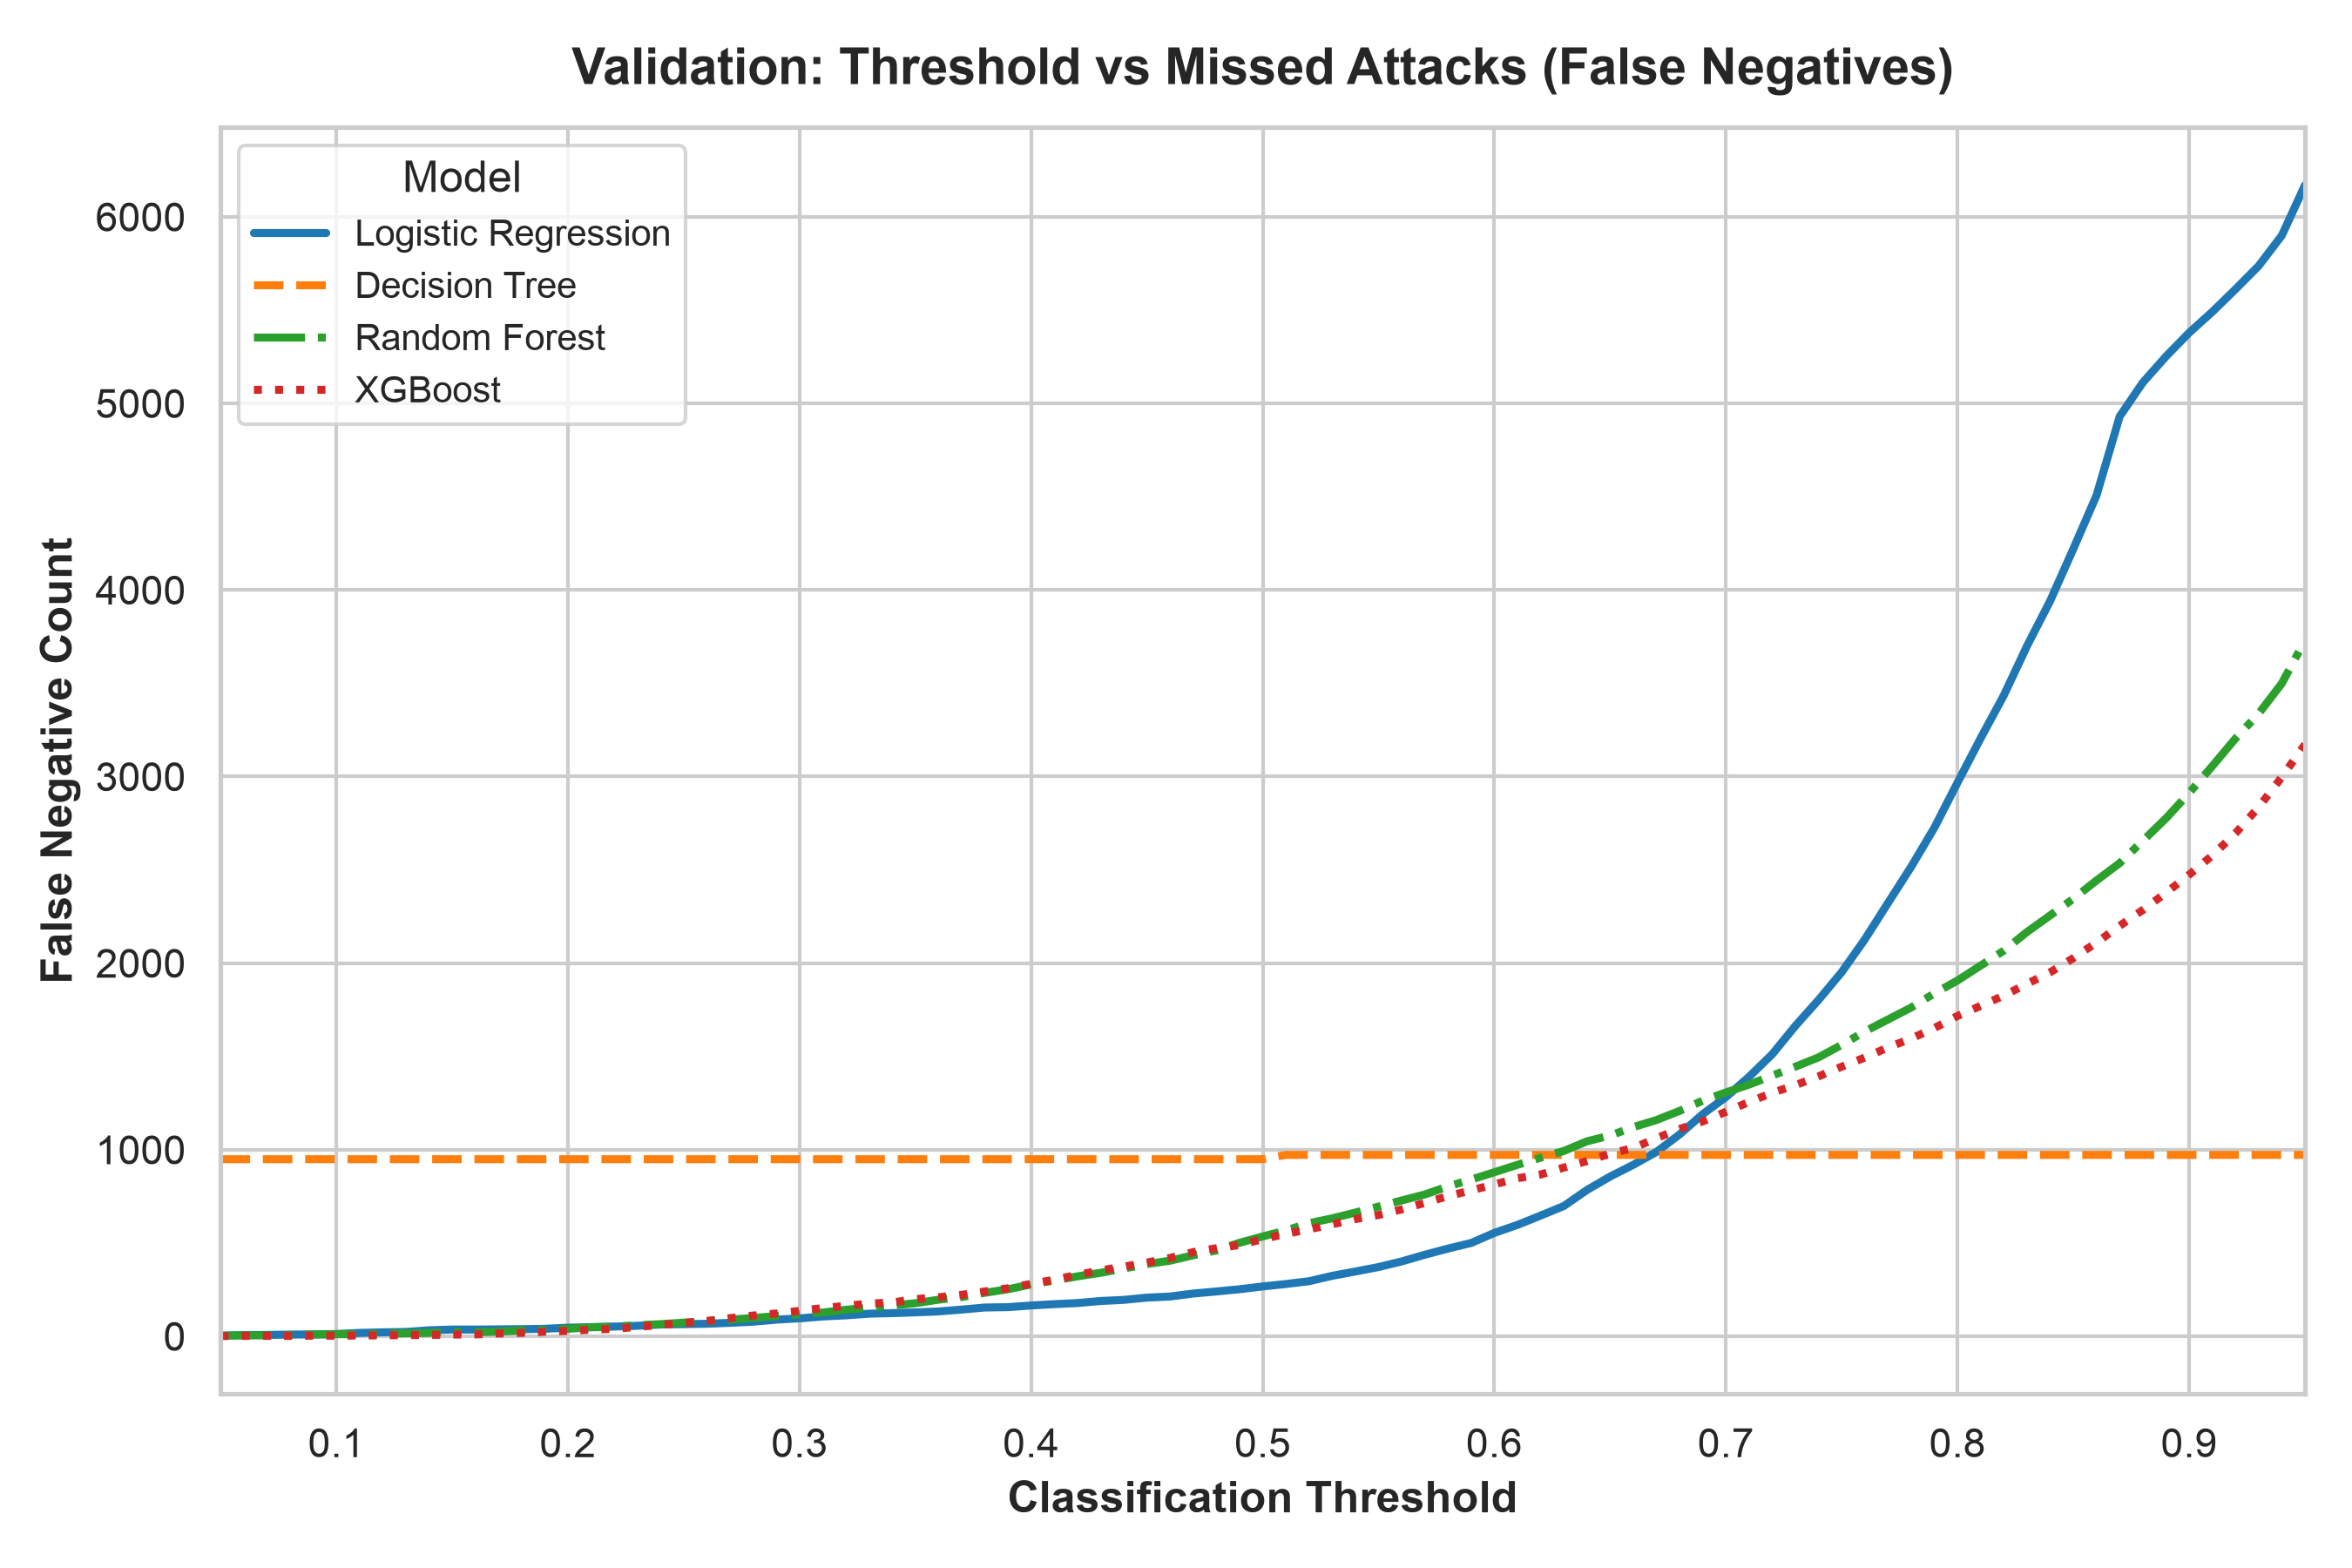 Validation: Threshold vs Missed Attacks (False Negatives)
Model
Logistic Regression
Decision Tree
Random Forest
XGBoost
False Negative Count
6000
5000
4000
3000
2000
1000
0
0.1 0.2 0.3 0.4 0.5 0.6 0.7 0.8 0.9
Classification Threshold